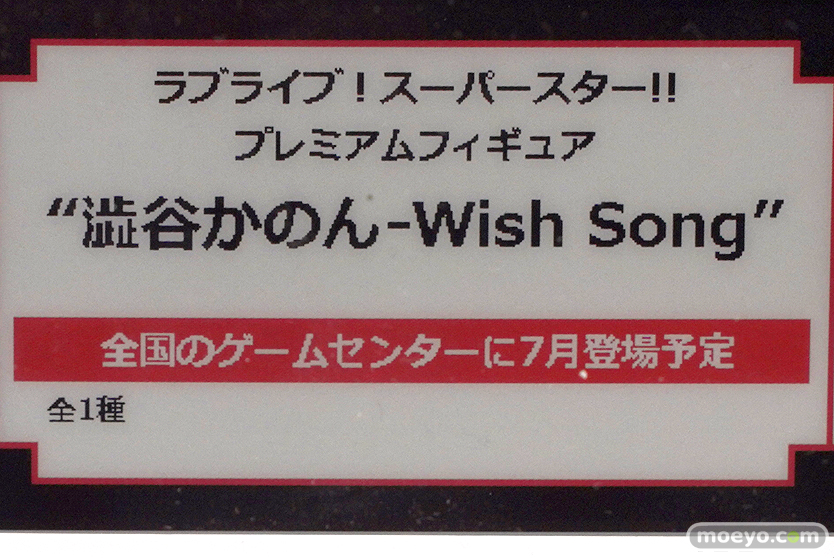 ラブライブ！スーパースター!!
プレミアムフィギュア
“澁谷かのん-Wish Song”
全国のゲームセンターに7月登場予定
全1種
moeyo.com